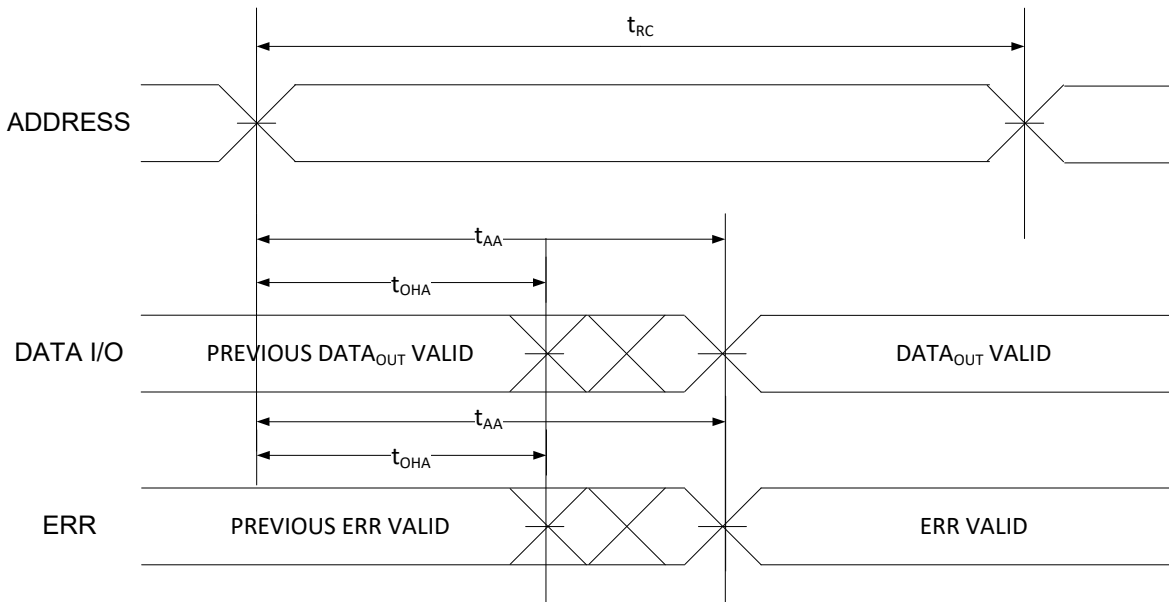 tRC
ADDRESS
tAA
tOHA
DATA I/O
PREVIOUS DATAOUT VALID
DATAOUT VALID
tAA
tOHA
ERR
PREVIOUS ERR VALID
ERR VALID